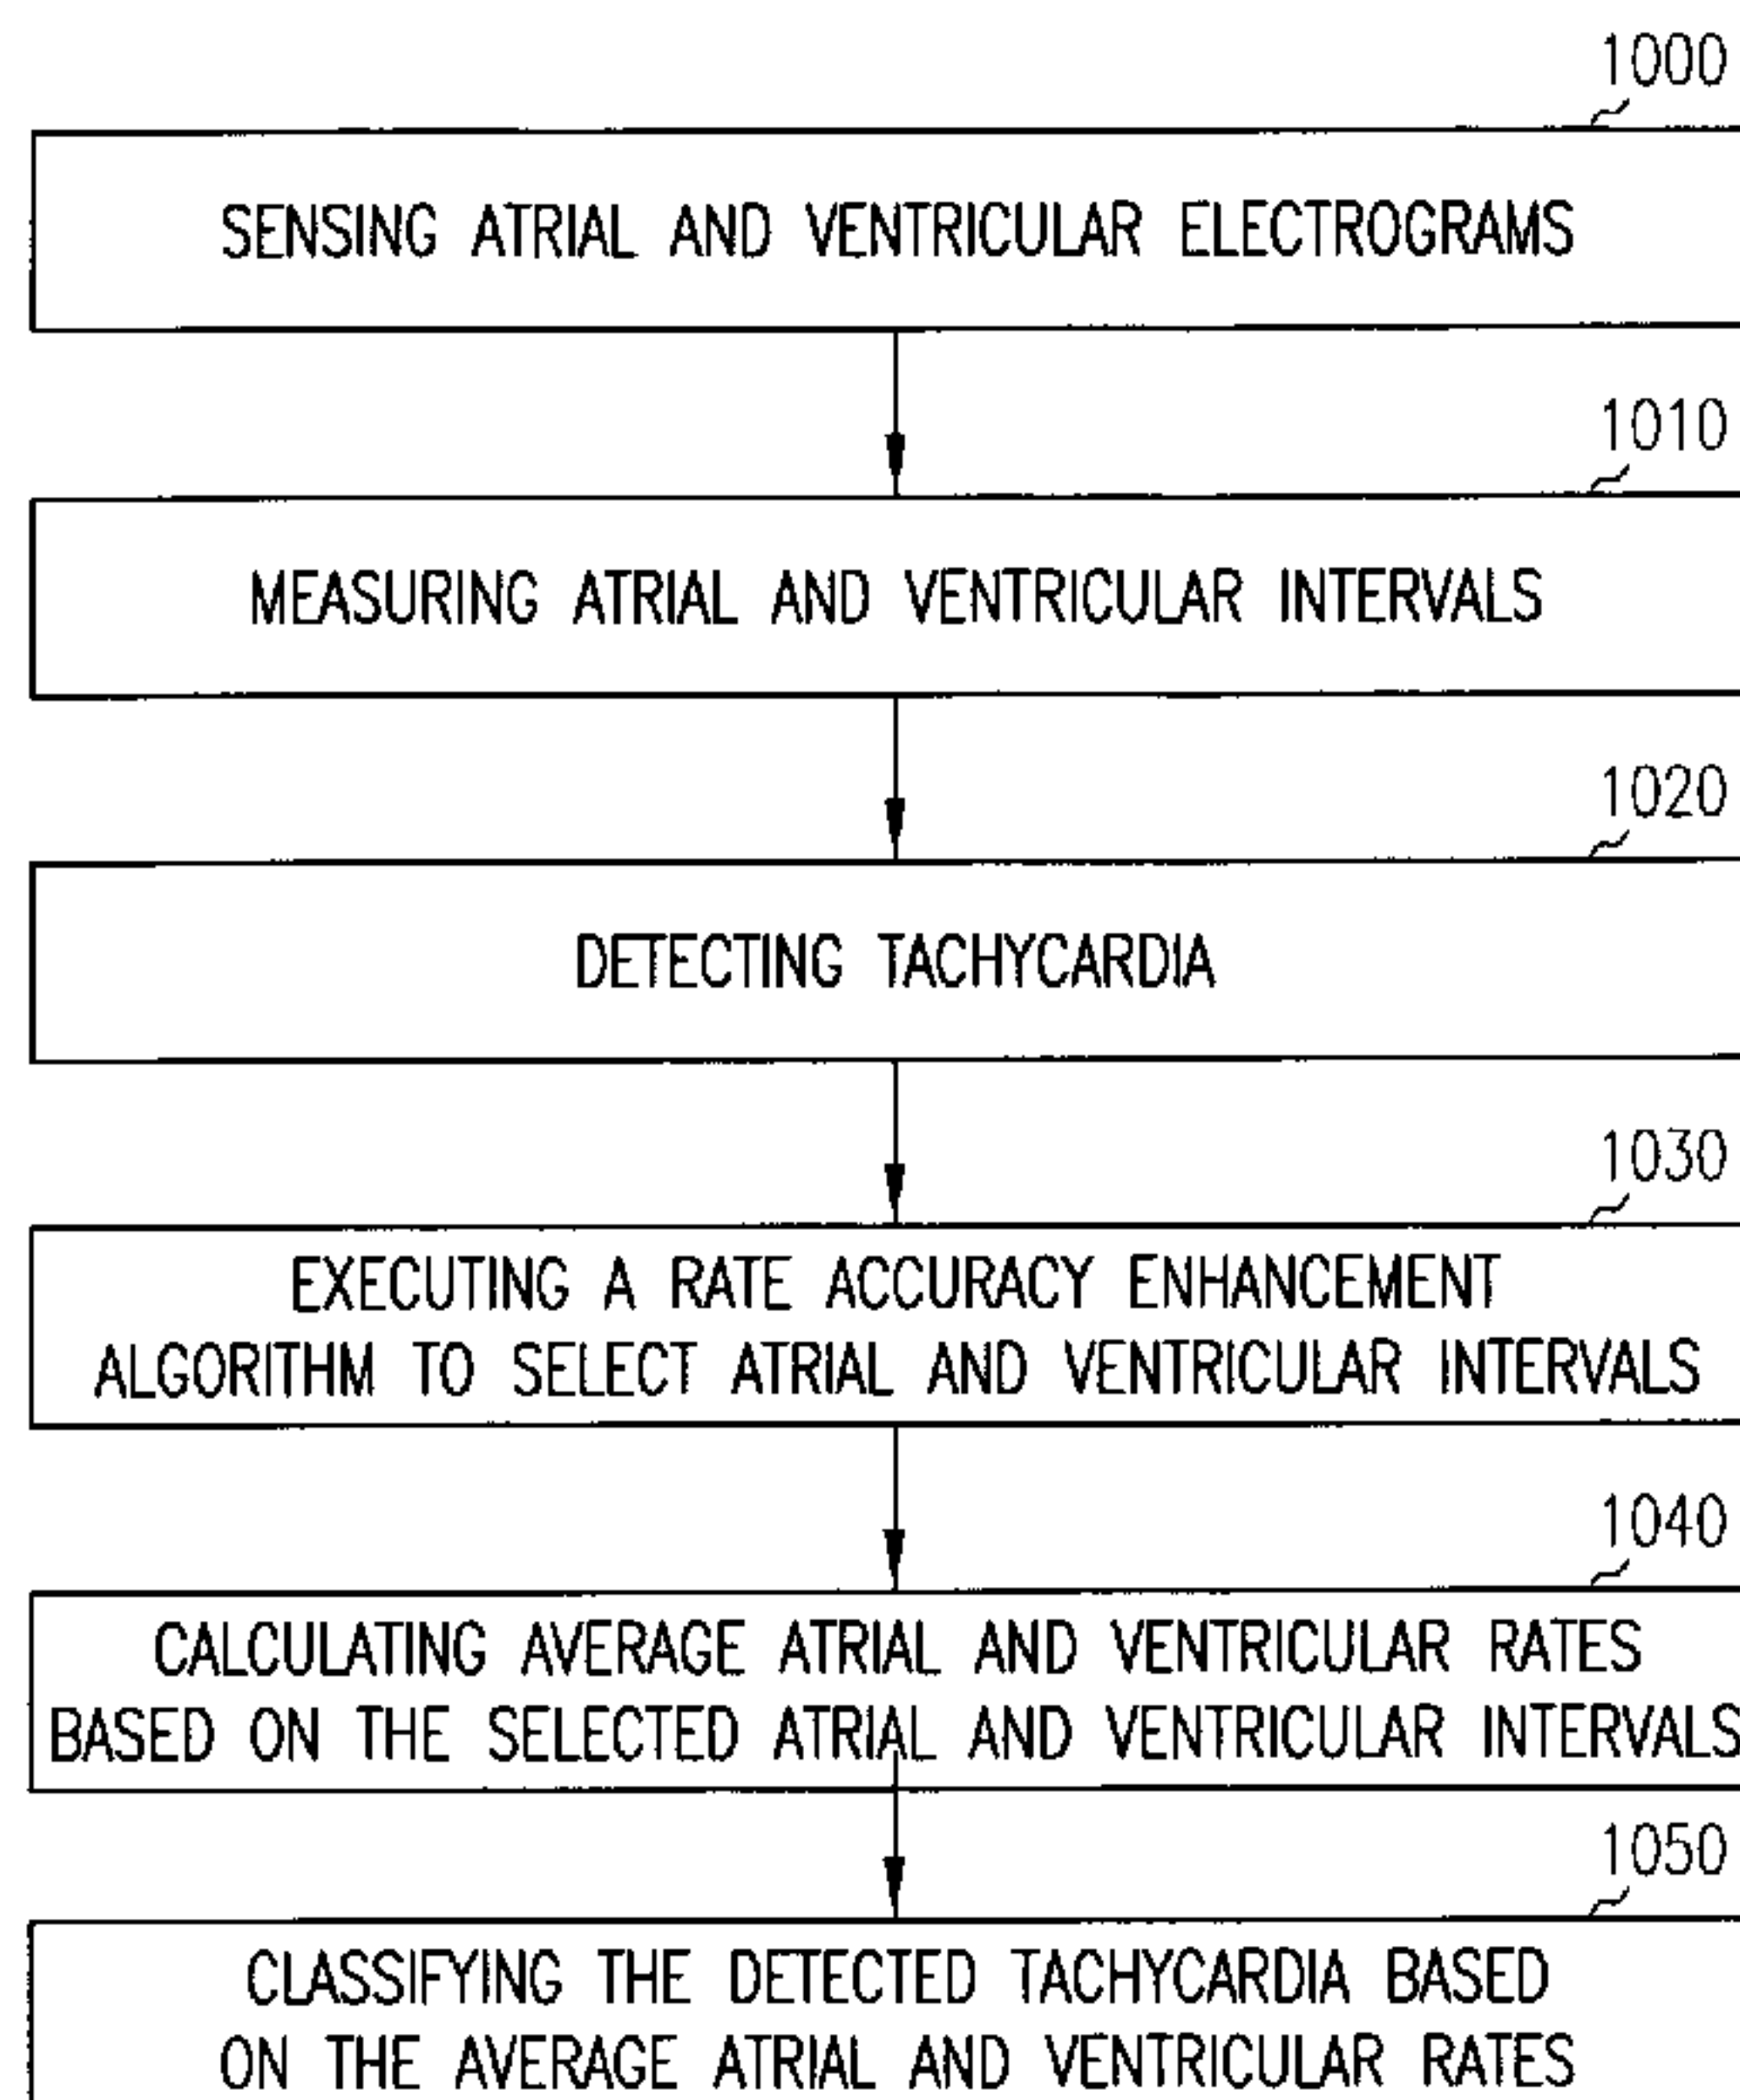 1000
SENSING ATRIAL AND VENTRICULAR ELECTROGRAMS
1010
MEASURING ATRIAL AND VENTRICULAR INTERVALS
1020
DETECTING TACHYCARDIA
1030
EXECUTING A RATE ACCURACY ENHANCEMENT
ALGORITHM TO SELECT ATRIAL AND VENTRICULAR INTERVALS
1040
CALCULATING AVERAGE ATRIAL AND VENTRICULAR RATES
BASED ON THE SELECTED ATRIAL AND VENTRICULAR INTERVALS
1050
CLASSIFYING THE DETECTED TACHYCARDIA BASED
ON THE AVERAGE ATRIAL AND VENTRICULAR RATES